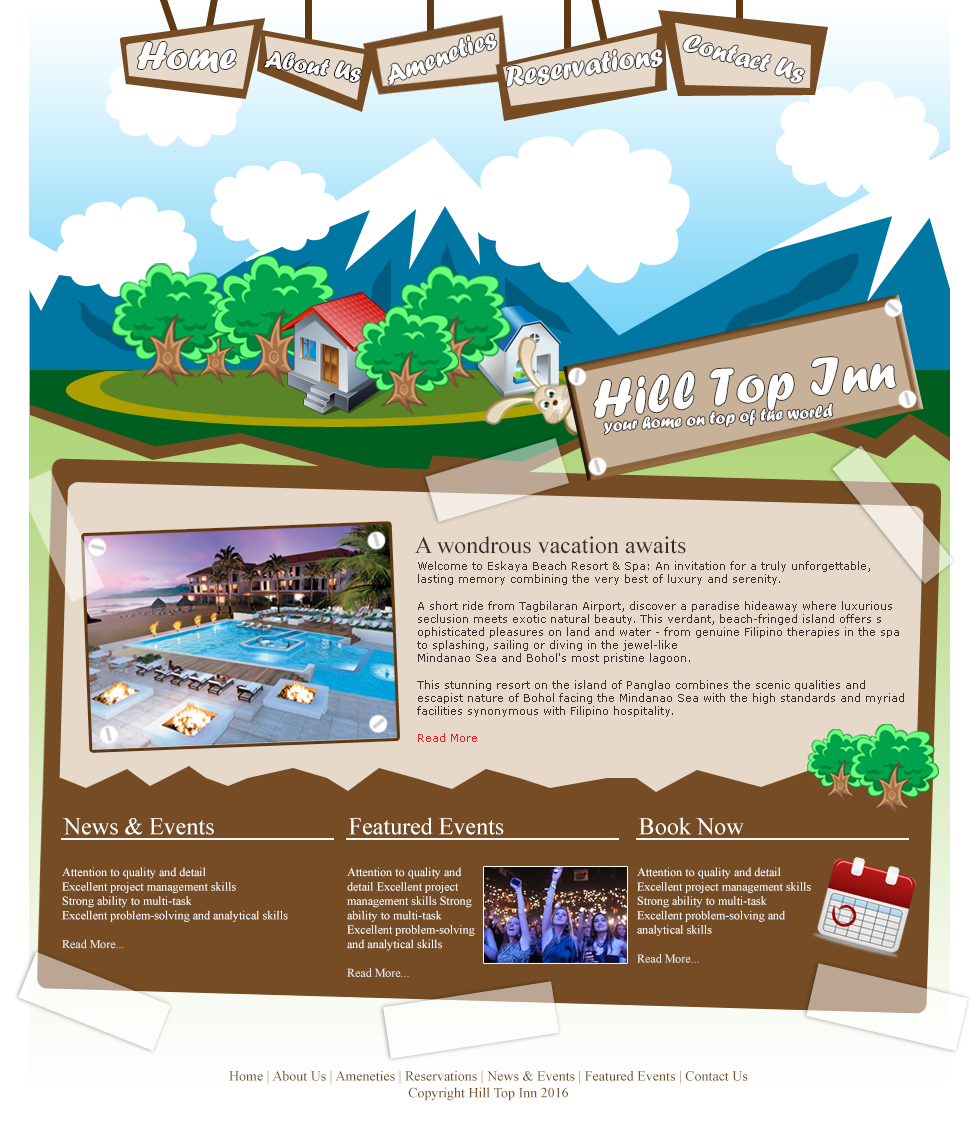 Home
About Us
Ameneties
Reservations
Contact Us
Hill Top Inn
your home on top of the world
A wondrous vacation awaits
Welcome to Eskaya Beach Resort & Spa: An invitation for a truly unforgettable,
lasting memory combining the very best of luxury and serenity.
A short ride from Tagbilaran Airport, discover a paradise hideaway where luxurious
seclusion meets exotic natural beauty. This verdant, beach-fringed island offers s
ophisticated pleasures on land and water - from genuine Filipino therapies in the spa
to splashing, sailing or diving in the jewel-like
Mindanao Sea and Bohol's most pristine lagoon.
This stunning resort on the island of Panglao combines the scenic qualities and
escapist nature of Bohol facing the Mindanao Sea with the high standards and myriad
facilities synonymous with Filipino hospitality.
Read More
News & Events
Attention to quality and detail
Excellent project management skills
Strong ability to multi-task
Excellent problem-solving and analytical skills
Read More...
Featured Events
Attention to quality and
detail Excellent project
management skills Strong
ability to multi-task
Excellent problem-solving
and analytical skills
Read More...
Book Now
Attention to quality and detail
Excellent project management skills
Strong ability to multi-task
Excellent problem-solving and
analytical skills
Read More...
Home | About Us | Ameneties | Reservations | News & Events | Featured Events | Contact Us
Copyright Hill Top Inn 2016